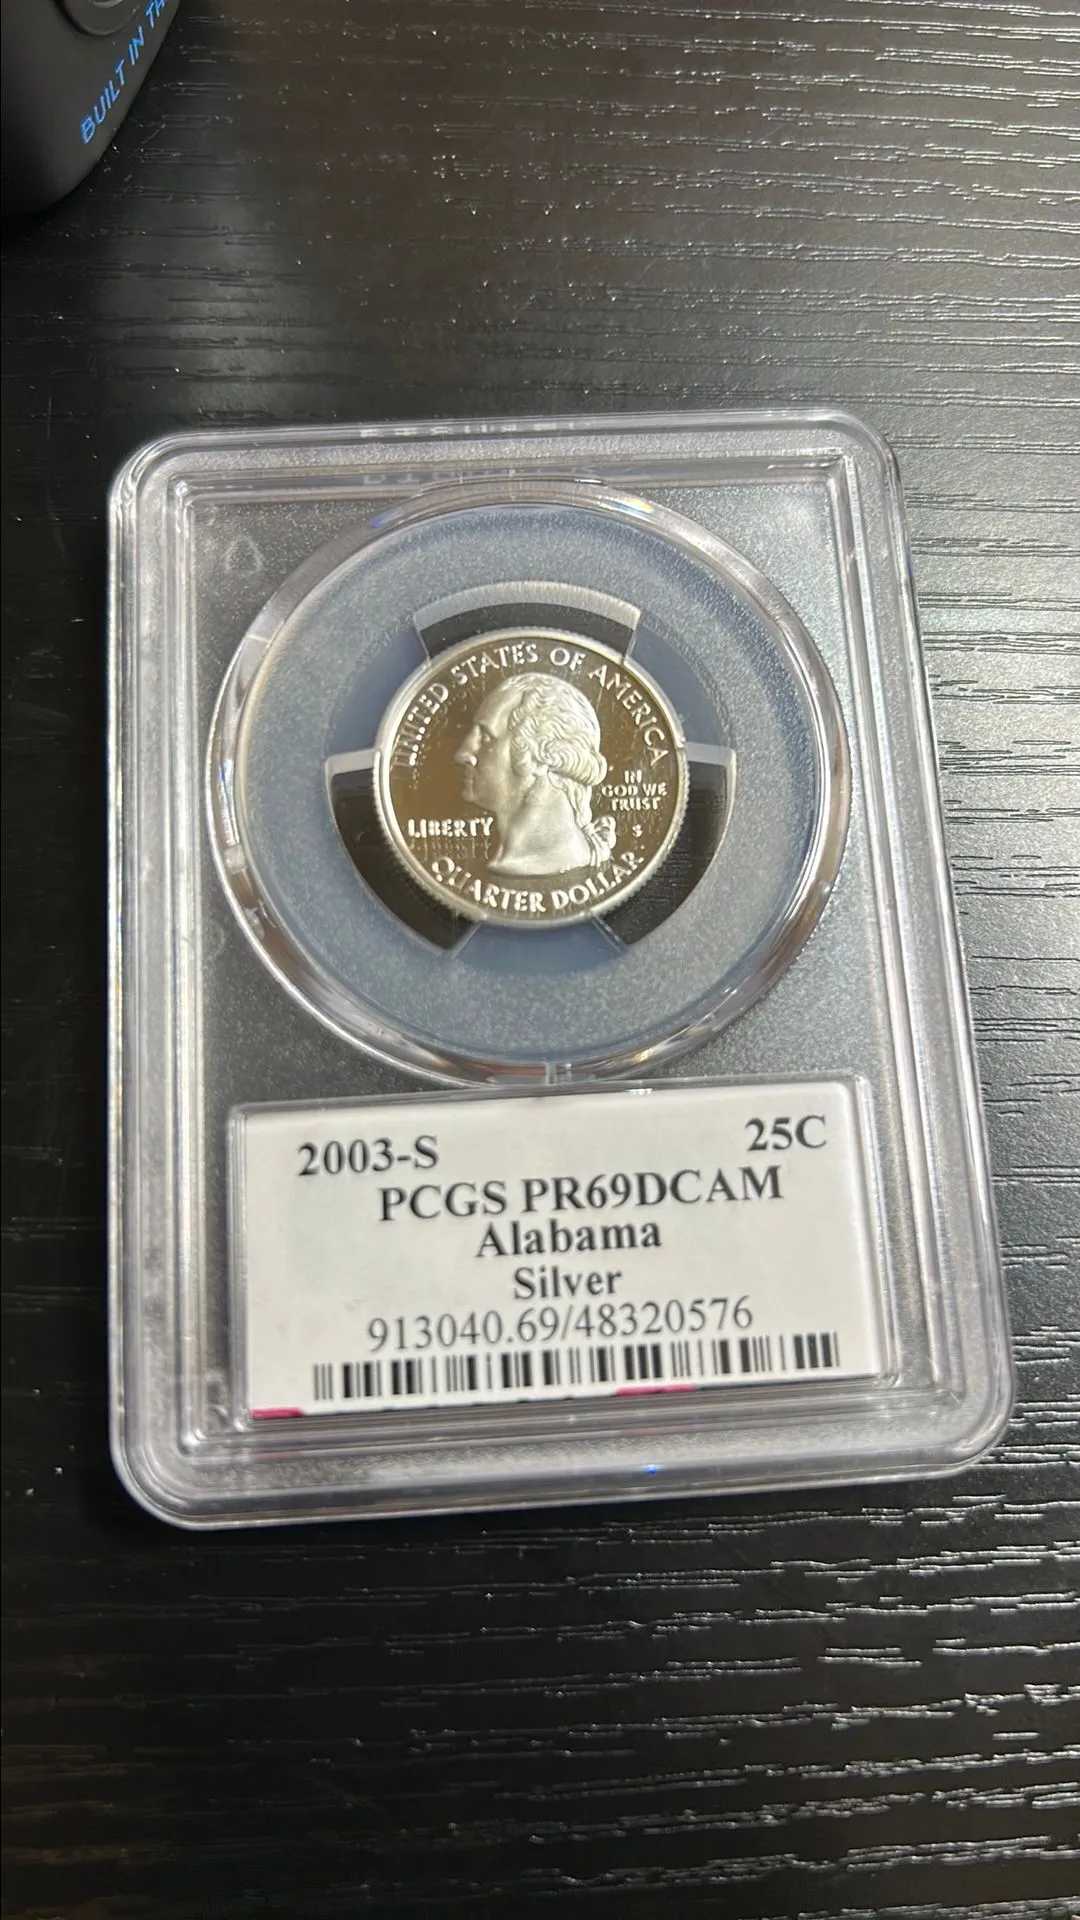 BUILT IN TH
UNITED STATES OF AMERICA
IN
GOD WE
TRUST
LIBERTY
S
QUARTER DOLLAR
2003-S 25C
PCGS PR69DCAM
Alabama
Silver
913040.69/48320576